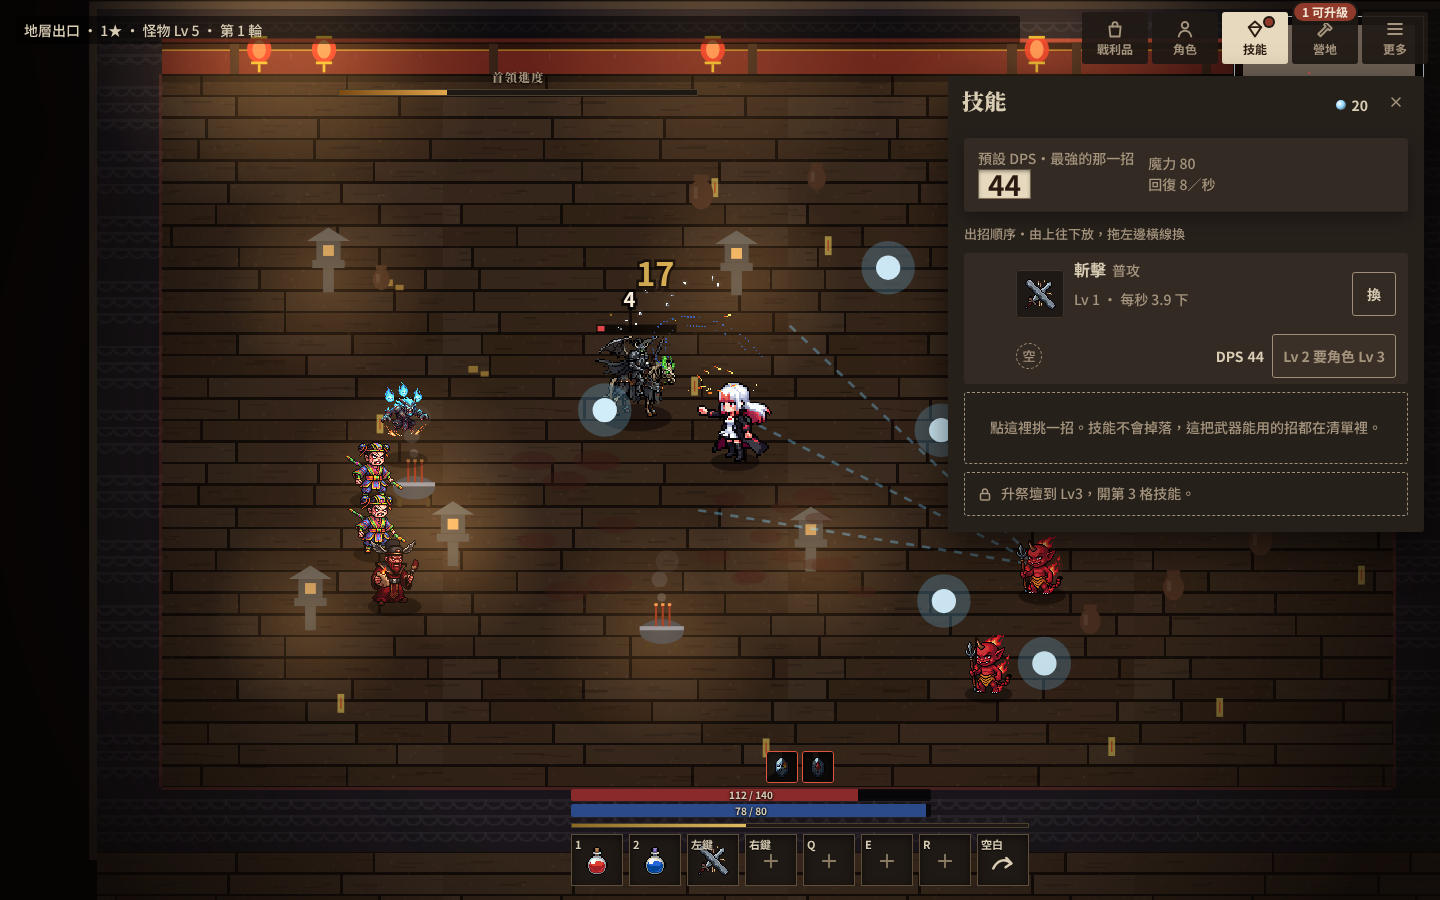 地層出口 • 1★ • 怪物 Lv 5 • 第 1 輪
1 可升級
戰利品
角色
技能
營地
更多
首領進度
技能
20
×
預設 DPS・最強的那一招
44
魔力 80
回復 8／秒
出招順序・由上往下放，拖左邊橫線換
斬擊 普攻
Lv 1 • 每秒 3.9 下
換
空
DPS 44
Lv 2 要角色 Lv 3
點這裡挑一招。技能不會掉落，這把武器能用的招都在清單裡。
升祭壇到 Lv3，開第 3 格技能。
17
4
112 / 140
78 / 80
1
2
左鍵
右鍵
Q
E
R
空白